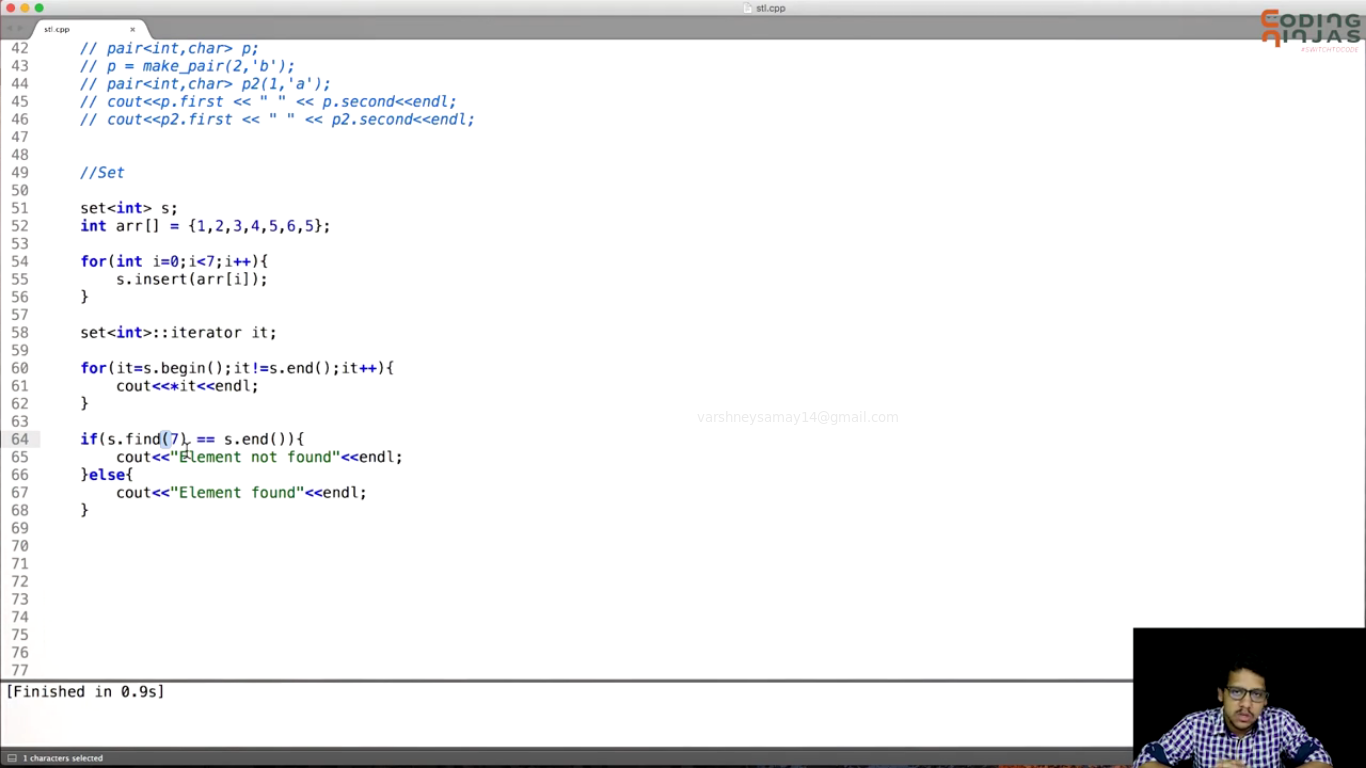 stl.cpp
stl.cpp ×
CODING
NINJAS
#SWITCHTOCODE
42 // pair<int,char> p;
43 // p = make_pair(2,'b');
44 // pair<int,char> p2(1,'a');
45 // cout<<p.first << " " << p.second<<endl;
46 // cout<<p2.first << " " << p2.second<<endl;
47
48
49 //Set
50
51 set<int> s;
52 int arr[] = {1,2,3,4,5,6,5};
53
54 for(int i=0;i<7;i++){
55 s.insert(arr[i]);
56 }
57
58 set<int>::iterator it;
59
60 for(it=s.begin();it!=s.end();it++){
61 cout<<*it<<endl;
62 }
63
varshneysamay14@gmail.com
64 if(s.find(7) == s.end()){
65 cout<<"Element not found"<<endl;
66 }else{
67 cout<<"Element found"<<endl;
68 }
69
70
71
72
73
74
75
76
77
[Finished in 0.9s]
1 characters selected